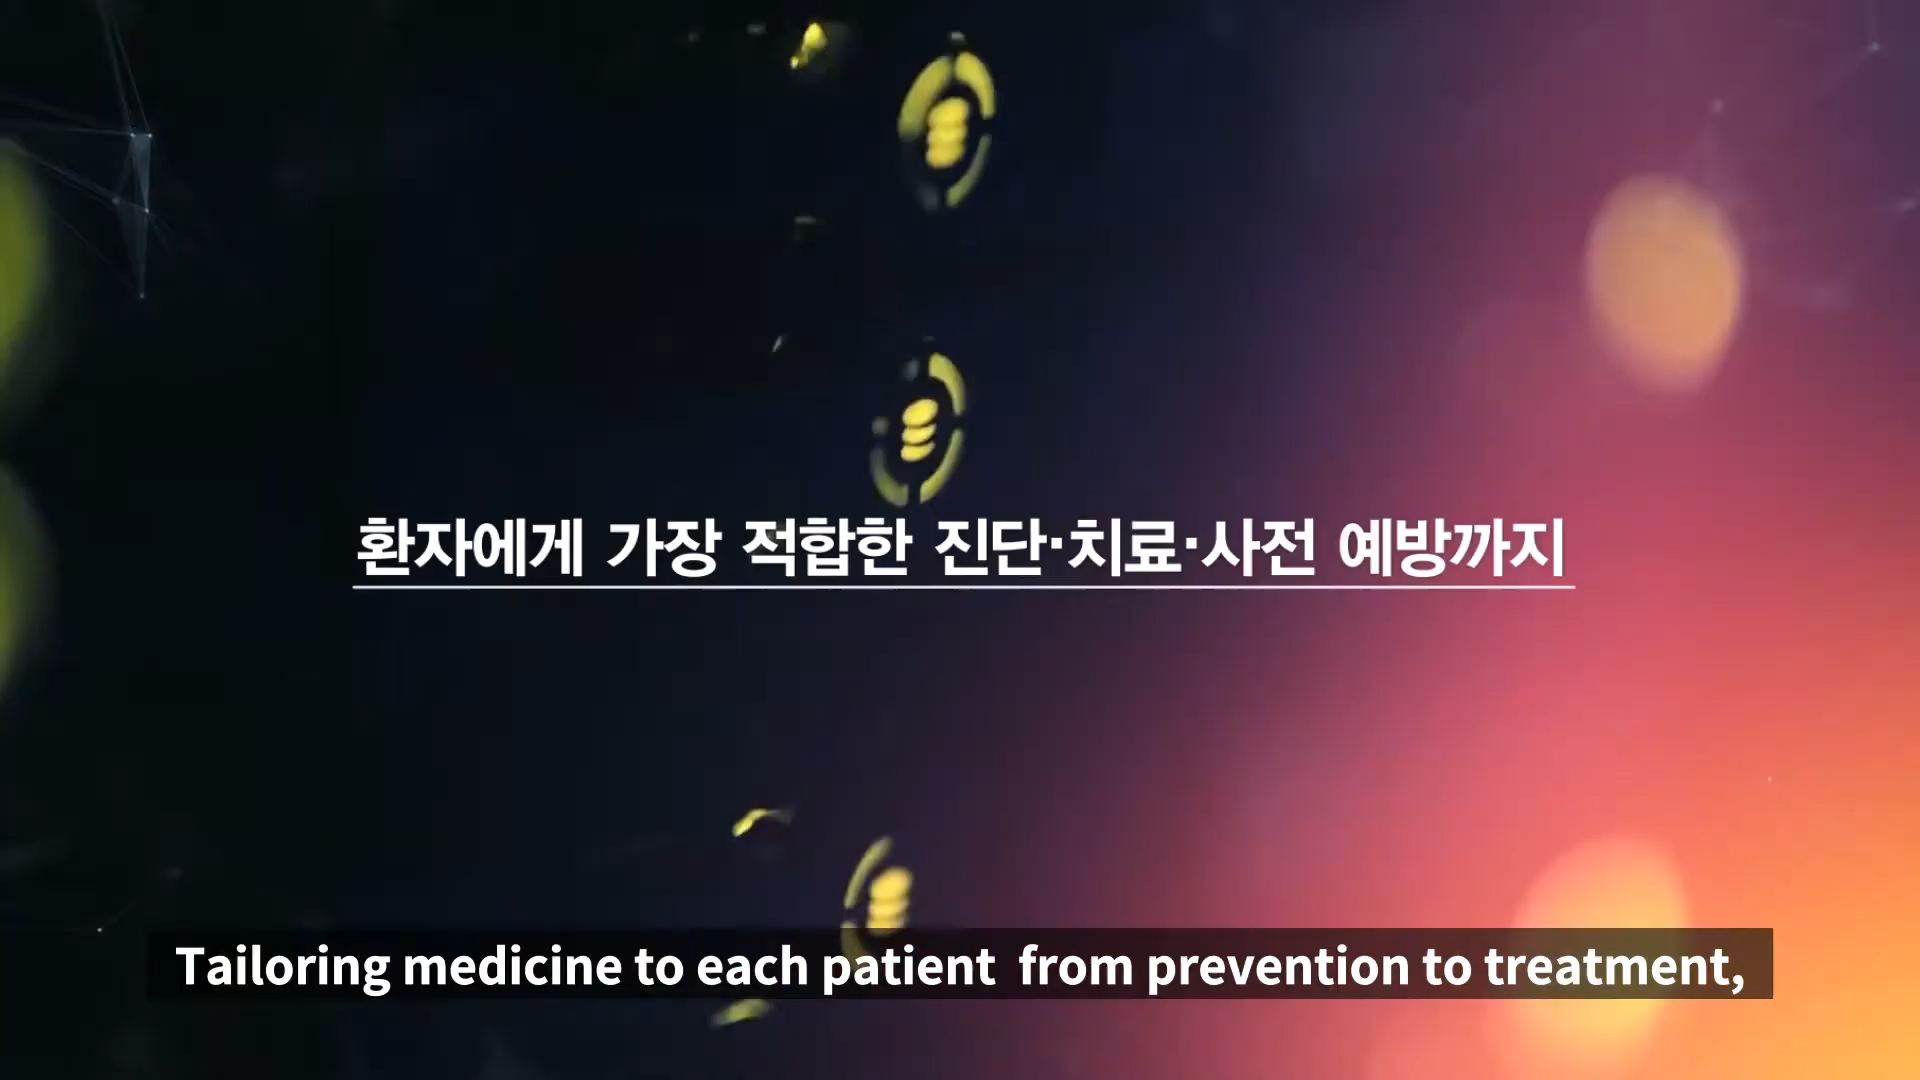 환자에게 가장 적합한 진단·치료·사전 예방까지
Tailoring medicine to each patient from prevention to treatment,